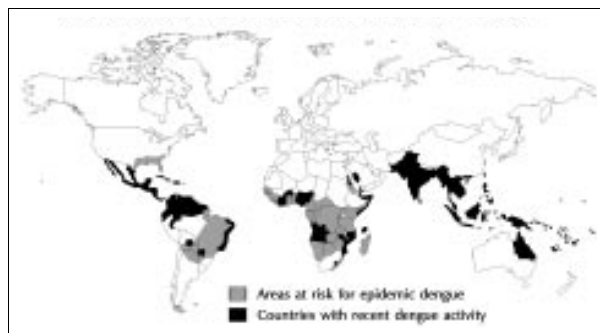 Areas at risk for epidemic dengue
Countries with recent dengue activity